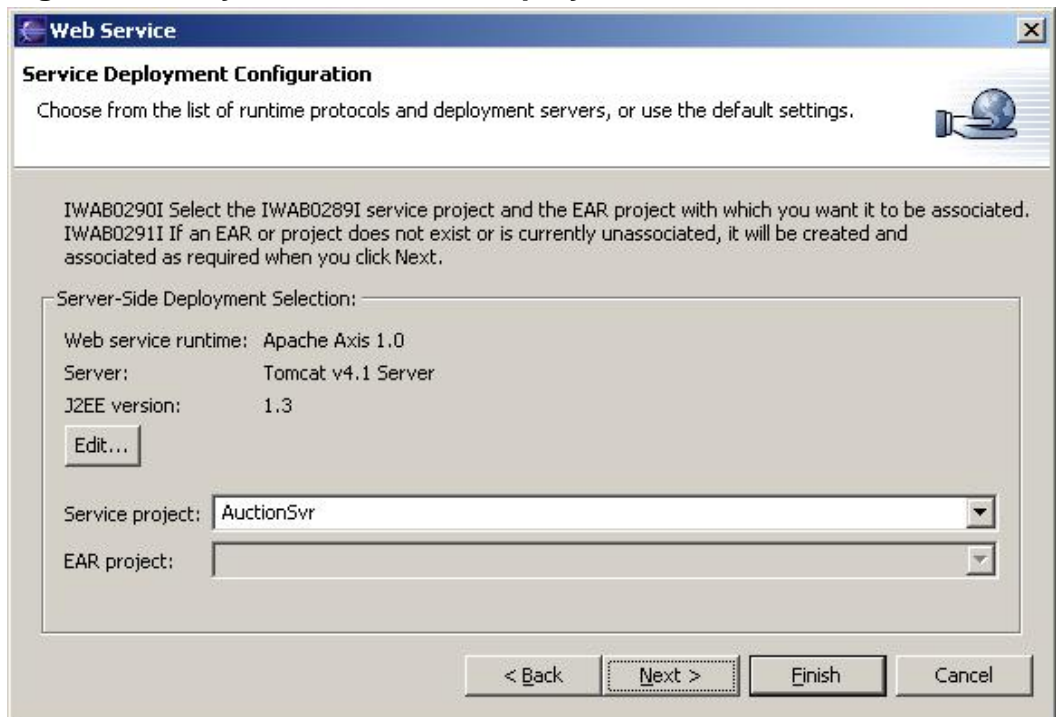 Web Service
Service Deployment Configuration
Choose from the list of runtime protocols and deployment servers, or use the default settings.
IWAB0290I Select the IWAB0289I service project and the EAR project with which you want it to be associated.
IWAB0291I If an EAR or project does not exist or is currently unassociated, it will be created and
associated as required when you click Next.
Server-Side Deployment Selection:
Web service runtime: Apache Axis 1.0
Server: Tomcat v4.1 Server
J2EE version: 1.3
Edit...
Service project: AuctionSvr
EAR project:
< Back Next > Finish Cancel